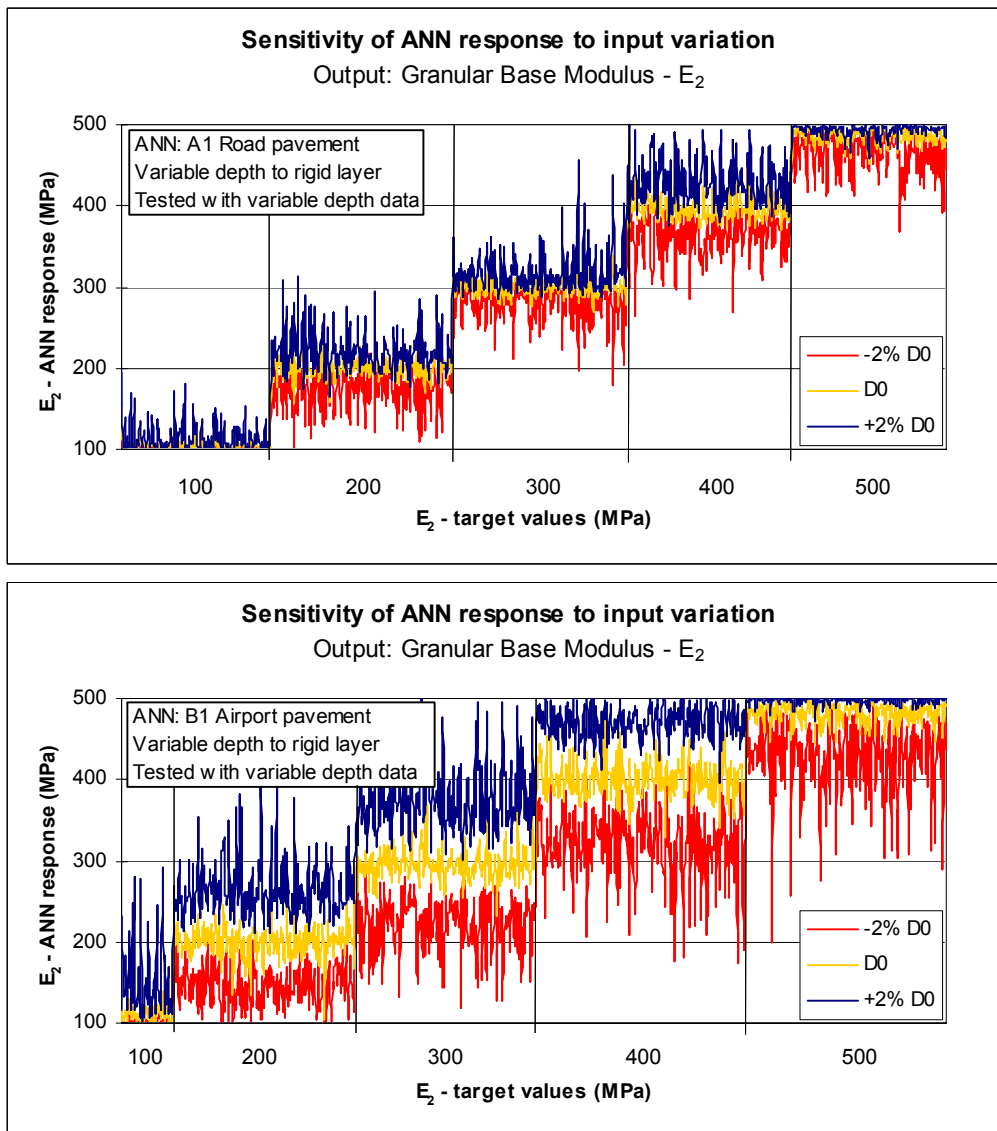 Sensitivity of ANN response to input variation
Output: Granular Base Modulus - E₂
ANN: A1 Road pavement
Variable depth to rigid layer
Tested with variable depth data
E₂ - ANN response (MPa)
500
400
300
200
100
-2% D0
D0
+2% D0
100 200 300 400 500
E₂ - target values (MPa)
Sensitivity of ANN response to input variation
Output: Granular Base Modulus - E₂
ANN: B1 Airport pavement
Variable depth to rigid layer
Tested with variable depth data
E₂ - ANN response (MPa)
500
400
300
200
100
-2% D0
D0
+2% D0
100 200 300 400 500
E₂ - target values (MPa)